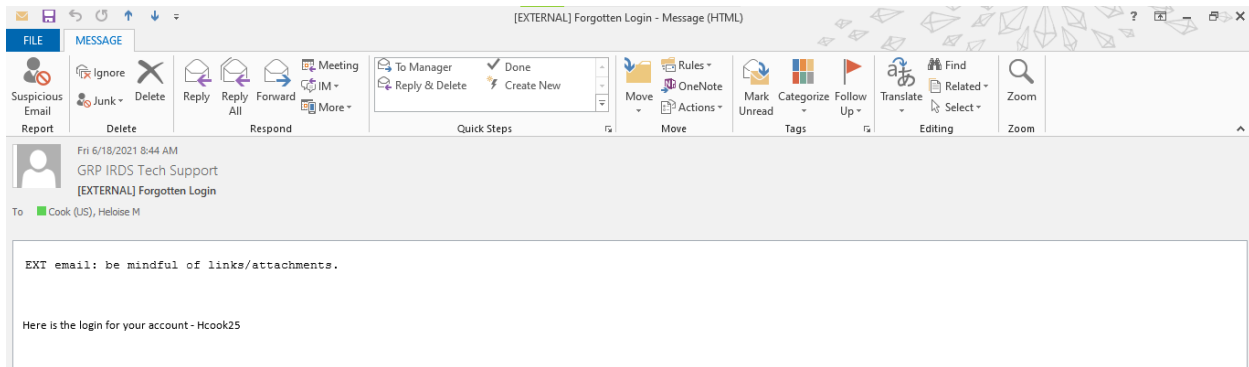 [EXTERNAL] Forgotten Login - Message (HTML)
?
FILE MESSAGE
Suspicious Email
Ignore
Junk
Delete
Reply
Reply All
Forward
Meeting
IM
More
To Manager
Reply & Delete
Done
Create New
Move
Rules
OneNote
Actions
Mark Unread
Categorize
Follow Up
Translate
Find
Related
Select
Zoom
Report Delete Respond Quick Steps Move Tags Editing Zoom
Fri 6/18/2021 8:44 AM
GRP IRDS Tech Support
[EXTERNAL] Forgotten Login
To Cook (US), Heloise M
EXT email: be mindful of links/attachments.
Here is the login for your account - Hcook25